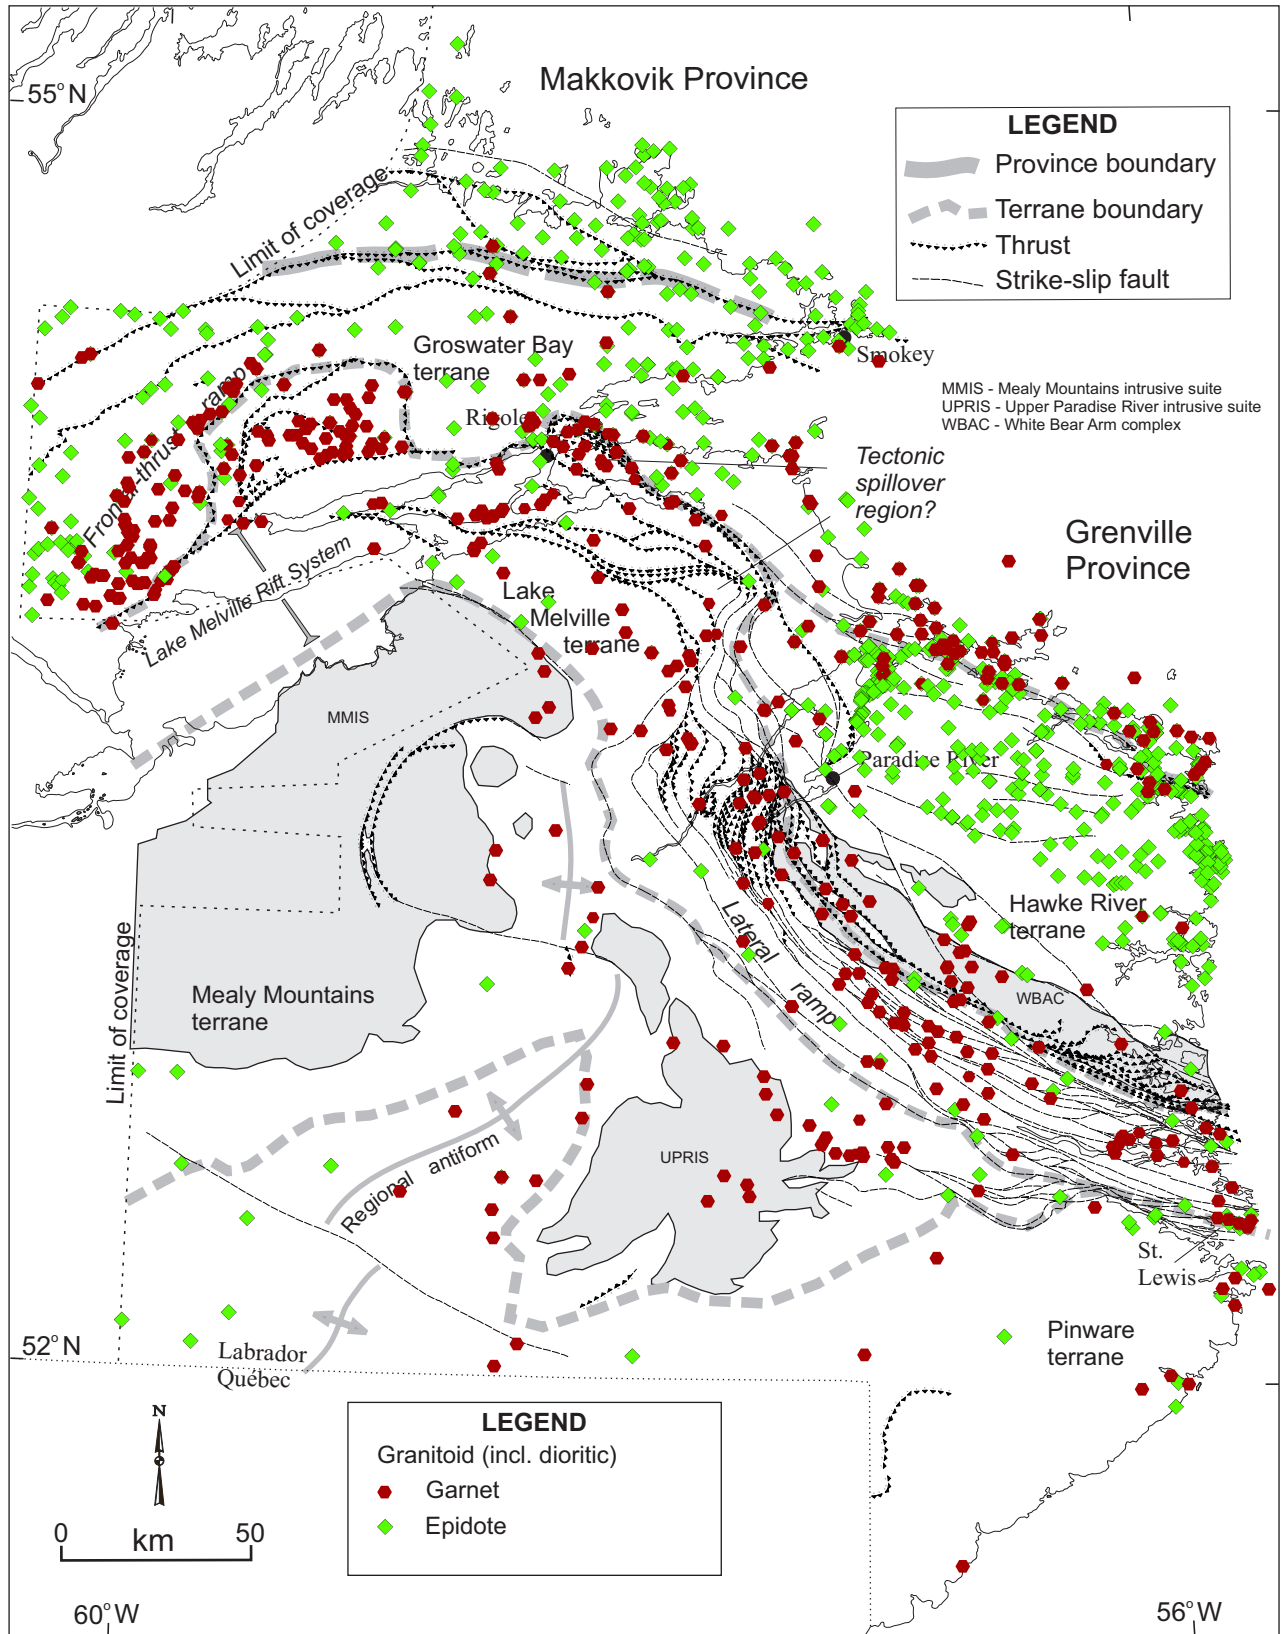 Makkovik Province
55° N
LEGEND
Province boundary
Terrane boundary
Thrust
Strike-slip fault
Limit of coverage
Groswater Bay
terrane
Smokey
MMIS - Mealy Mountains intrusive suite
UPRIS - Upper Paradise River intrusive suite
WBAC - White Bear Arm complex
Frontal-thrust ramp
Rigolet
Tectonic
spillover
region?
Grenville
Province
Lake Melville Rift System
Lake
Melville
terrane
MMIS
Paradise River
Hawke River
terrane
Lateral ramp
WBAC
Mealy Mountains
terrane
Limit of coverage
Regional antiform
UPRIS
St.
Lewis
Pinware
terrane
52° N
Labrador
Québec
N
0 km 50
LEGEND
Granitoid (incl. dioritic)
Garnet
Epidote
60° W
56° W